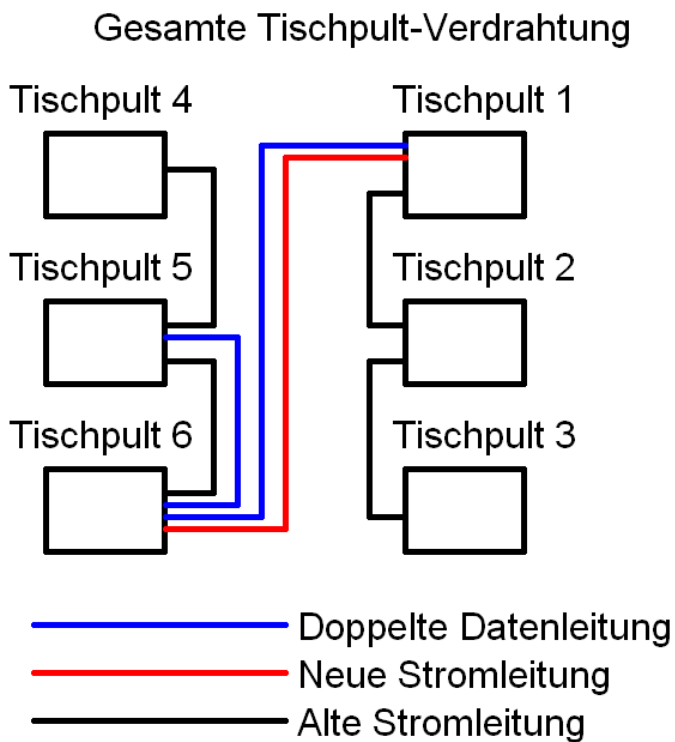 Gesamte Tischpult-Verdrahtung
Tischpult 4
Tischpult 1
Tischpult 5
Tischpult 2
Tischpult 6
Tischpult 3
Doppelte Datenleitung
Neue Stromleitung
Alte Stromleitung